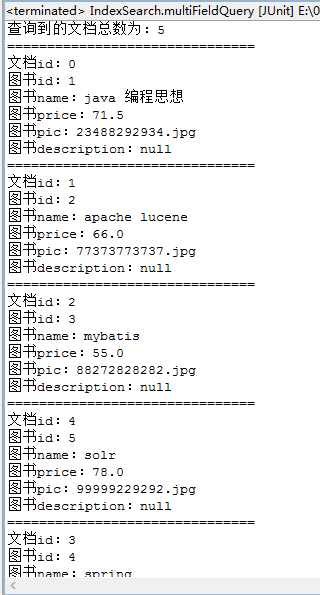 <terminated> IndexSearch.multiFieldQuery [JUnit] E:\0
查询到的文档总数为：5
===============================
文档id：0
图书id：1
图书name：java 编程思想
图书price：71.5
图书pic：23488292934.jpg
图书description：null
===============================
文档id：1
图书id：2
图书name：apache lucene
图书price：66.0
图书pic：77373773737.jpg
图书description：null
===============================
文档id：2
图书id：3
图书name：mybatis
图书price：55.0
图书pic：88272828282.jpg
图书description：null
===============================
文档id：4
图书id：5
图书name：solr
图书price：78.0
图书pic：99999229292.jpg
图书description：null
===============================
文档id：3
图书id：4
图书name：spring